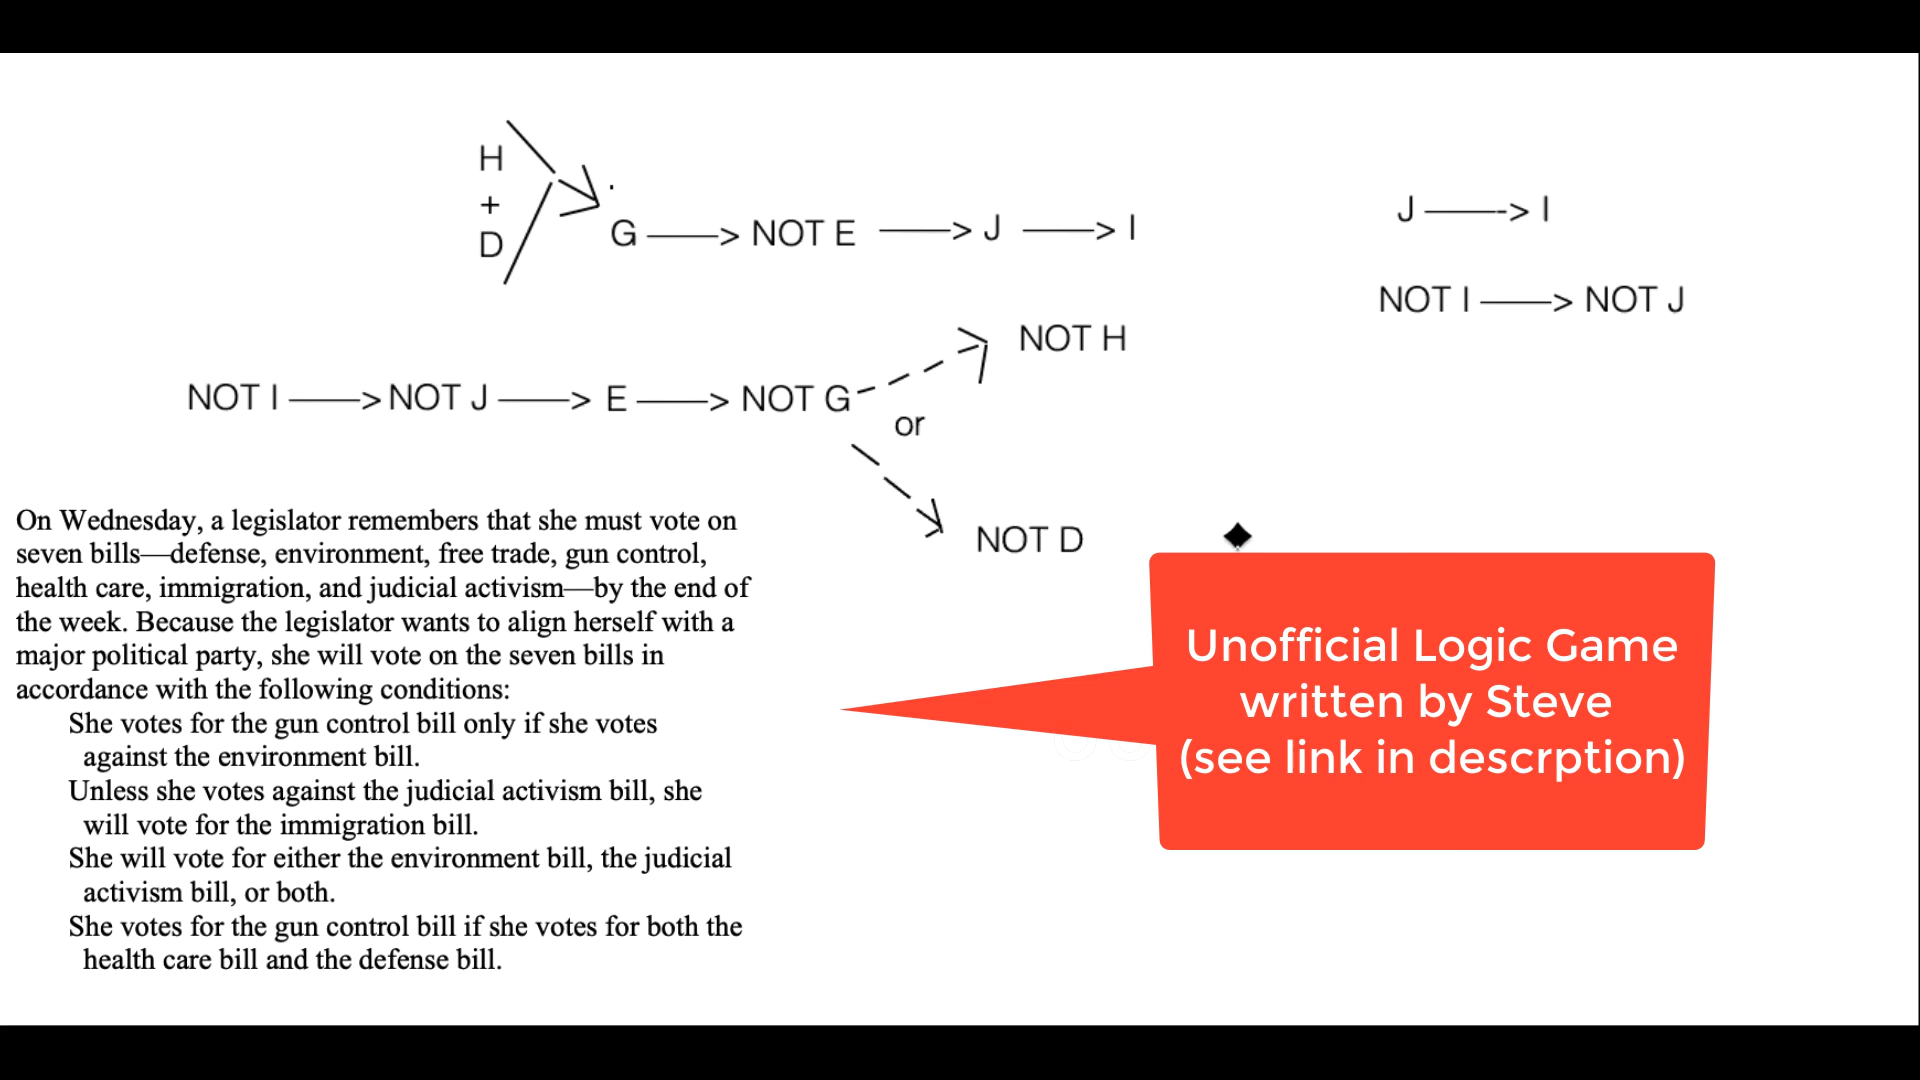 H
+
D
G ——> NOT E ——> J ——> I
J ——-> I
NOT I ——> NOT J
NOT H
NOT I ——> NOT J ——> E ——> NOT G
or
NOT D
On Wednesday, a legislator remembers that she must vote on
seven bills—defense, environment, free trade, gun control,
health care, immigration, and judicial activism—by the end of
the week. Because the legislator wants to align herself with a
major political party, she will vote on the seven bills in
accordance with the following conditions:
She votes for the gun control bill only if she votes
against the environment bill.
Unless she votes against the judicial activism bill, she
will vote for the immigration bill.
She will vote for either the environment bill, the judicial
activism bill, or both.
She votes for the gun control bill if she votes for both the
health care bill and the defense bill.
Unofficial Logic Game
written by Steve
(see link in descrption)